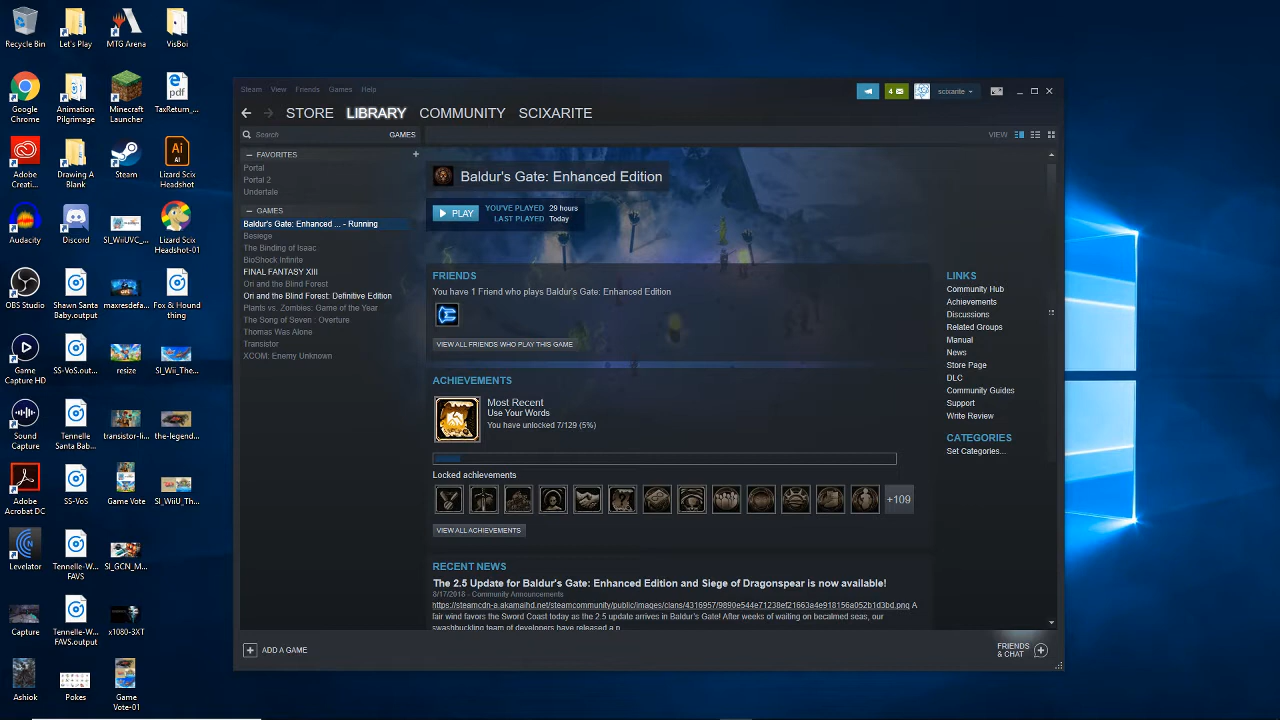 Recycle Bin
Let's Play
MTG Arena
VisBoi
Google Chrome
Animation Pilgrimage
Minecraft Launcher
TaxReturn_...
Adobe Creati...
Drawing A Blank
Steam
Lizard Scix Headshot
Audacity
Discord
SI_WiiUVC_...
Lizard Scix Headshot-01
OBS Studio
Shawn Santa Baby.output
maxresdefa...
Fox & Hound thing
Game Capture HD
SS-VoS.out...
resize
SI_Wii_The...
Sound Capture
Tennelle Santa Bab...
transistor-li...
the-legend...
Adobe Acrobat DC
SS-VoS
Game Vote
SI_WiiU_Th...
Levelator
Tennelle-W... FAVS
SI_GCN_M...
Capture
Tennelle-W... FAVS.output
x1080-3XT
Ashiok
Pokes
Game Vote-01
Steam View Friends Games Help
4
scixarite
STORE LIBRARY COMMUNITY SCIXARITE
Search GAMES
VIEW
— FAVORITES +
Portal
Portal 2
Undertale
— GAMES
Baldur's Gate: Enhanced ... - Running
Besiege
The Binding of Isaac
BioShock Infinite
FINAL FANTASY XIII
Ori and the Blind Forest
Ori and the Blind Forest: Definitive Edition
Plants vs. Zombies: Game of the Year
The Song of Seven : Overture
Thomas Was Alone
Transistor
XCOM: Enemy Unknown
Baldur's Gate: Enhanced Edition
PLAY
YOU'VE PLAYED 29 hours
LAST PLAYED Today
FRIENDS
You have 1 Friend who plays Baldur's Gate: Enhanced Edition
VIEW ALL FRIENDS WHO PLAY THIS GAME
ACHIEVEMENTS
Most Recent
Use Your Words
You have unlocked 7/129 (5%)
Locked achievements
+109
VIEW ALL ACHIEVEMENTS
RECENT NEWS
The 2.5 Update for Baldur's Gate: Enhanced Edition and Siege of Dragonspear is now available!
8/17/2018 - Community Announcements
https://steamcdn-a.akamaihd.net/steamcommunity/public/images/clans/4316957/9890e544e71238ef21663a4e918156a052b1d3bd.png A
fair wind favors the Sword Coast today as the 2.5 update arrives in Baldur's Gate! After weeks of waiting on becalmed seas, our
swashbuckling team of developers have released a p
LINKS
Community Hub
Achievements
Discussions
Related Groups
Manual
News
Store Page
DLC
Community Guides
Support
Write Review
CATEGORIES
Set Categories...
+ ADD A GAME
FRIENDS
& CHAT